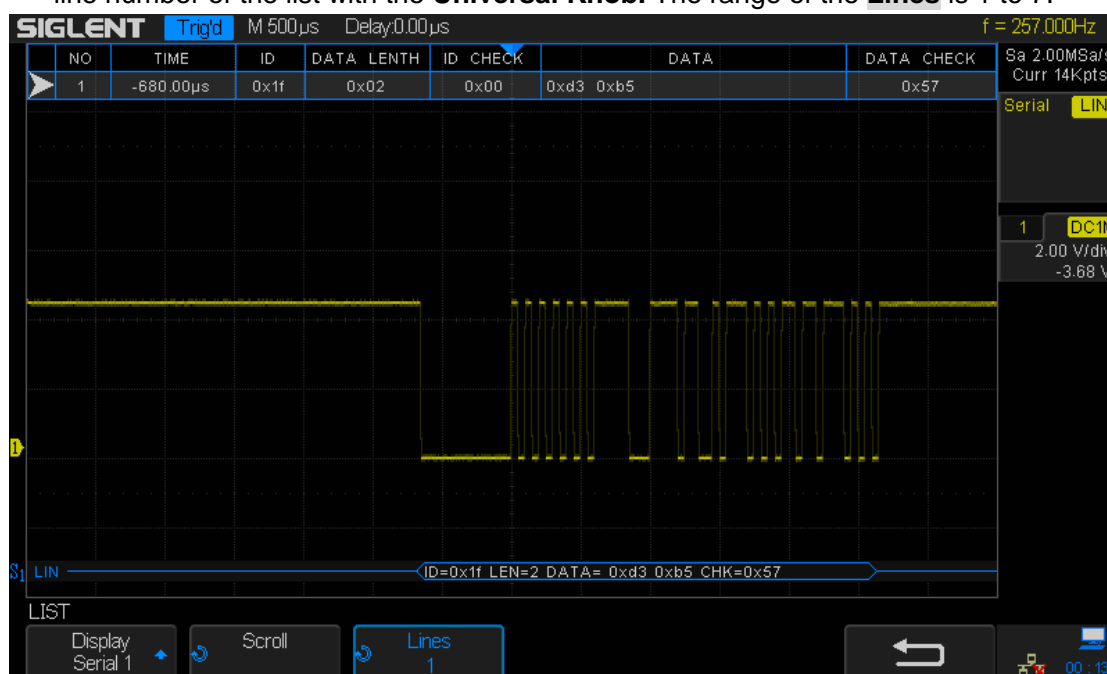 line number of the list with the Universal Knob. The range of the Lines is 1 to 7.
SIGLENT Trig'd M 500μs Delay:0.00μs f = 257.000Hz
NO TIME ID DATA LENTH ID CHECK DATA DATA CHECK
1 -680.00μs 0x1f 0x02 0x00 0xd3 0xb5 0x57
Sa 2.00MSa/s
Curr 14Kpts
Serial LIN
1 DC1M
2.00 V/div
-3.68 V
1
S1 LIN ID=0x1f LEN=2 DATA= 0xd3 0xb5 CHK=0x57
LIST
Display Scroll Lines
Serial 1 1
00 : 13